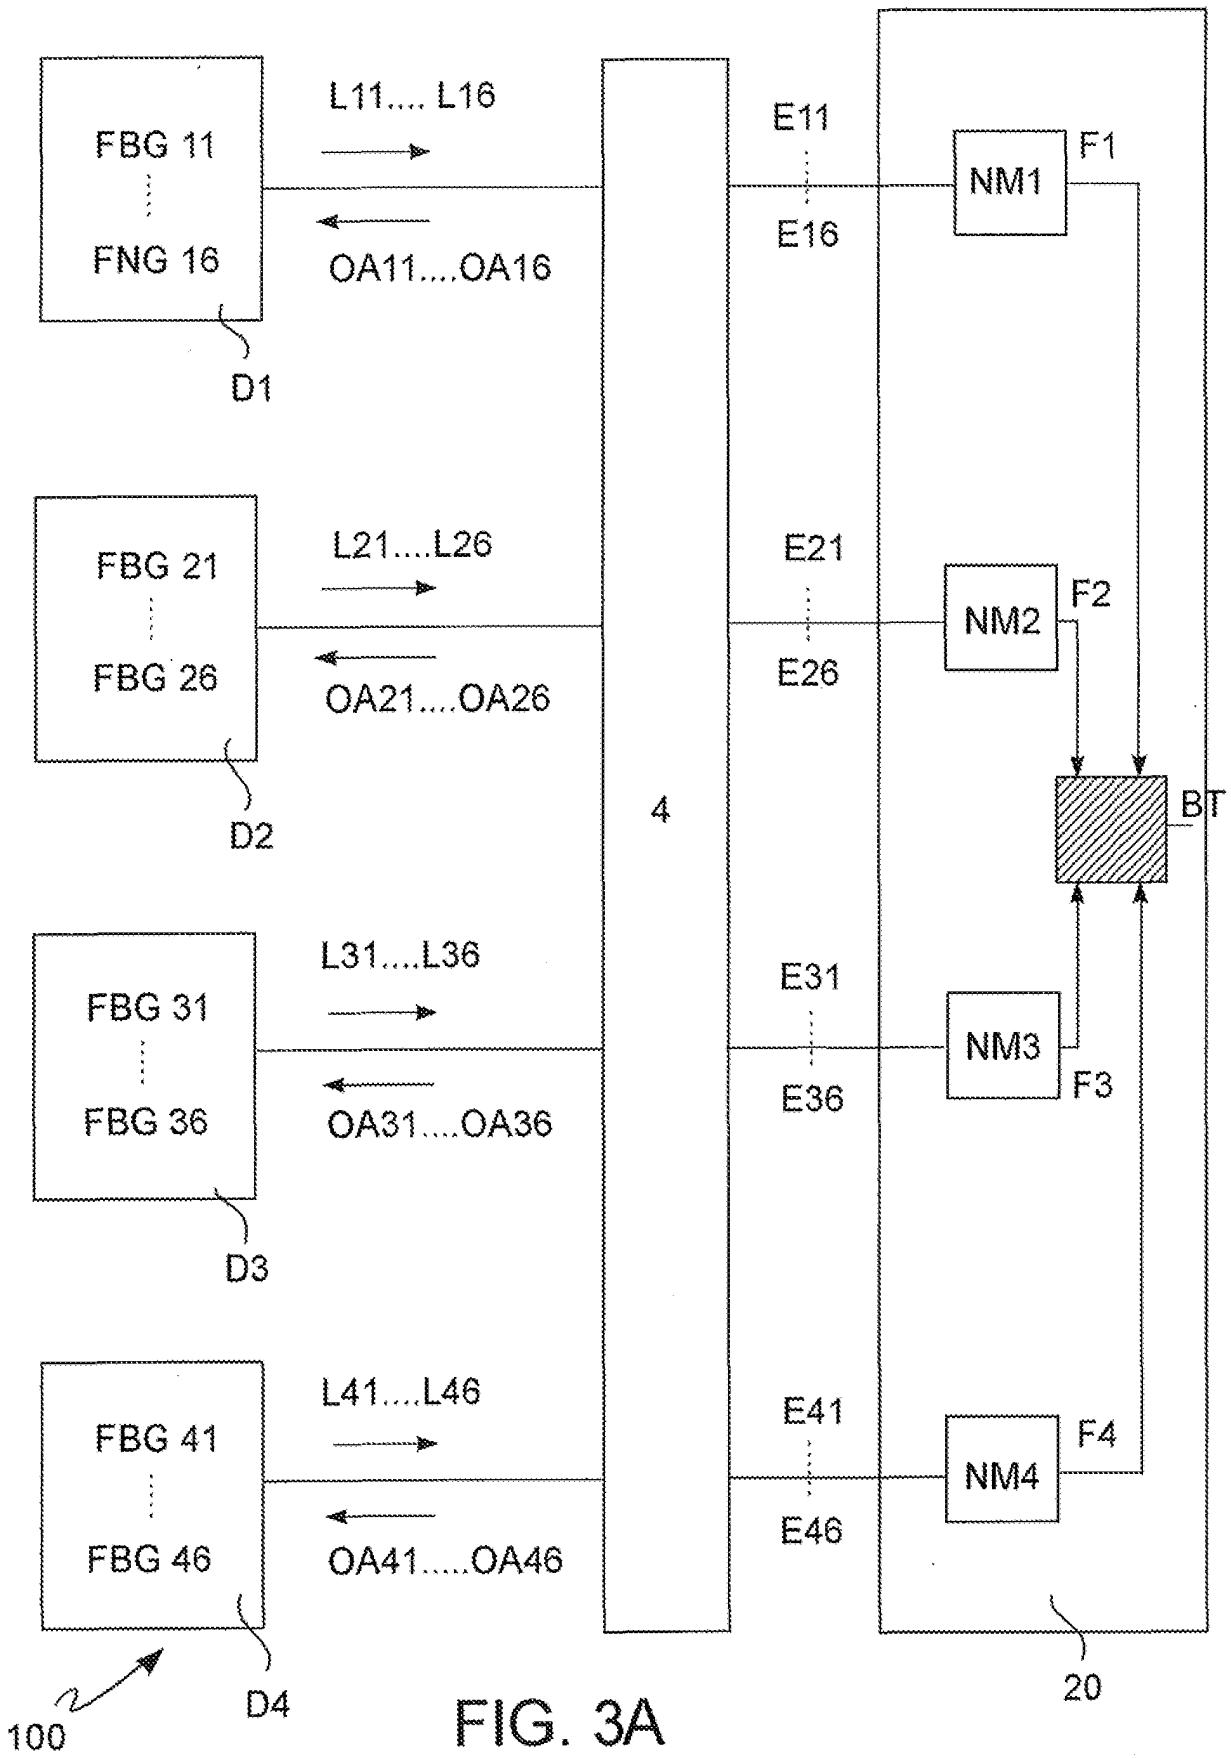 FBG 11
FNG 16
D1
L11.... L16
OA11....OA16
E11
E16
NM1
F1
FBG 21
FBG 26
D2
L21....L26
OA21....OA26
E21
E26
NM2
F2
4
BT
FBG 31
FBG 36
D3
L31....L36
OA31....OA36
E31
E36
NM3
F3
FBG 41
FBG 46
D4
L41....L46
OA41.....OA46
E41
E46
NM4
F4
20
100
FIG. 3A